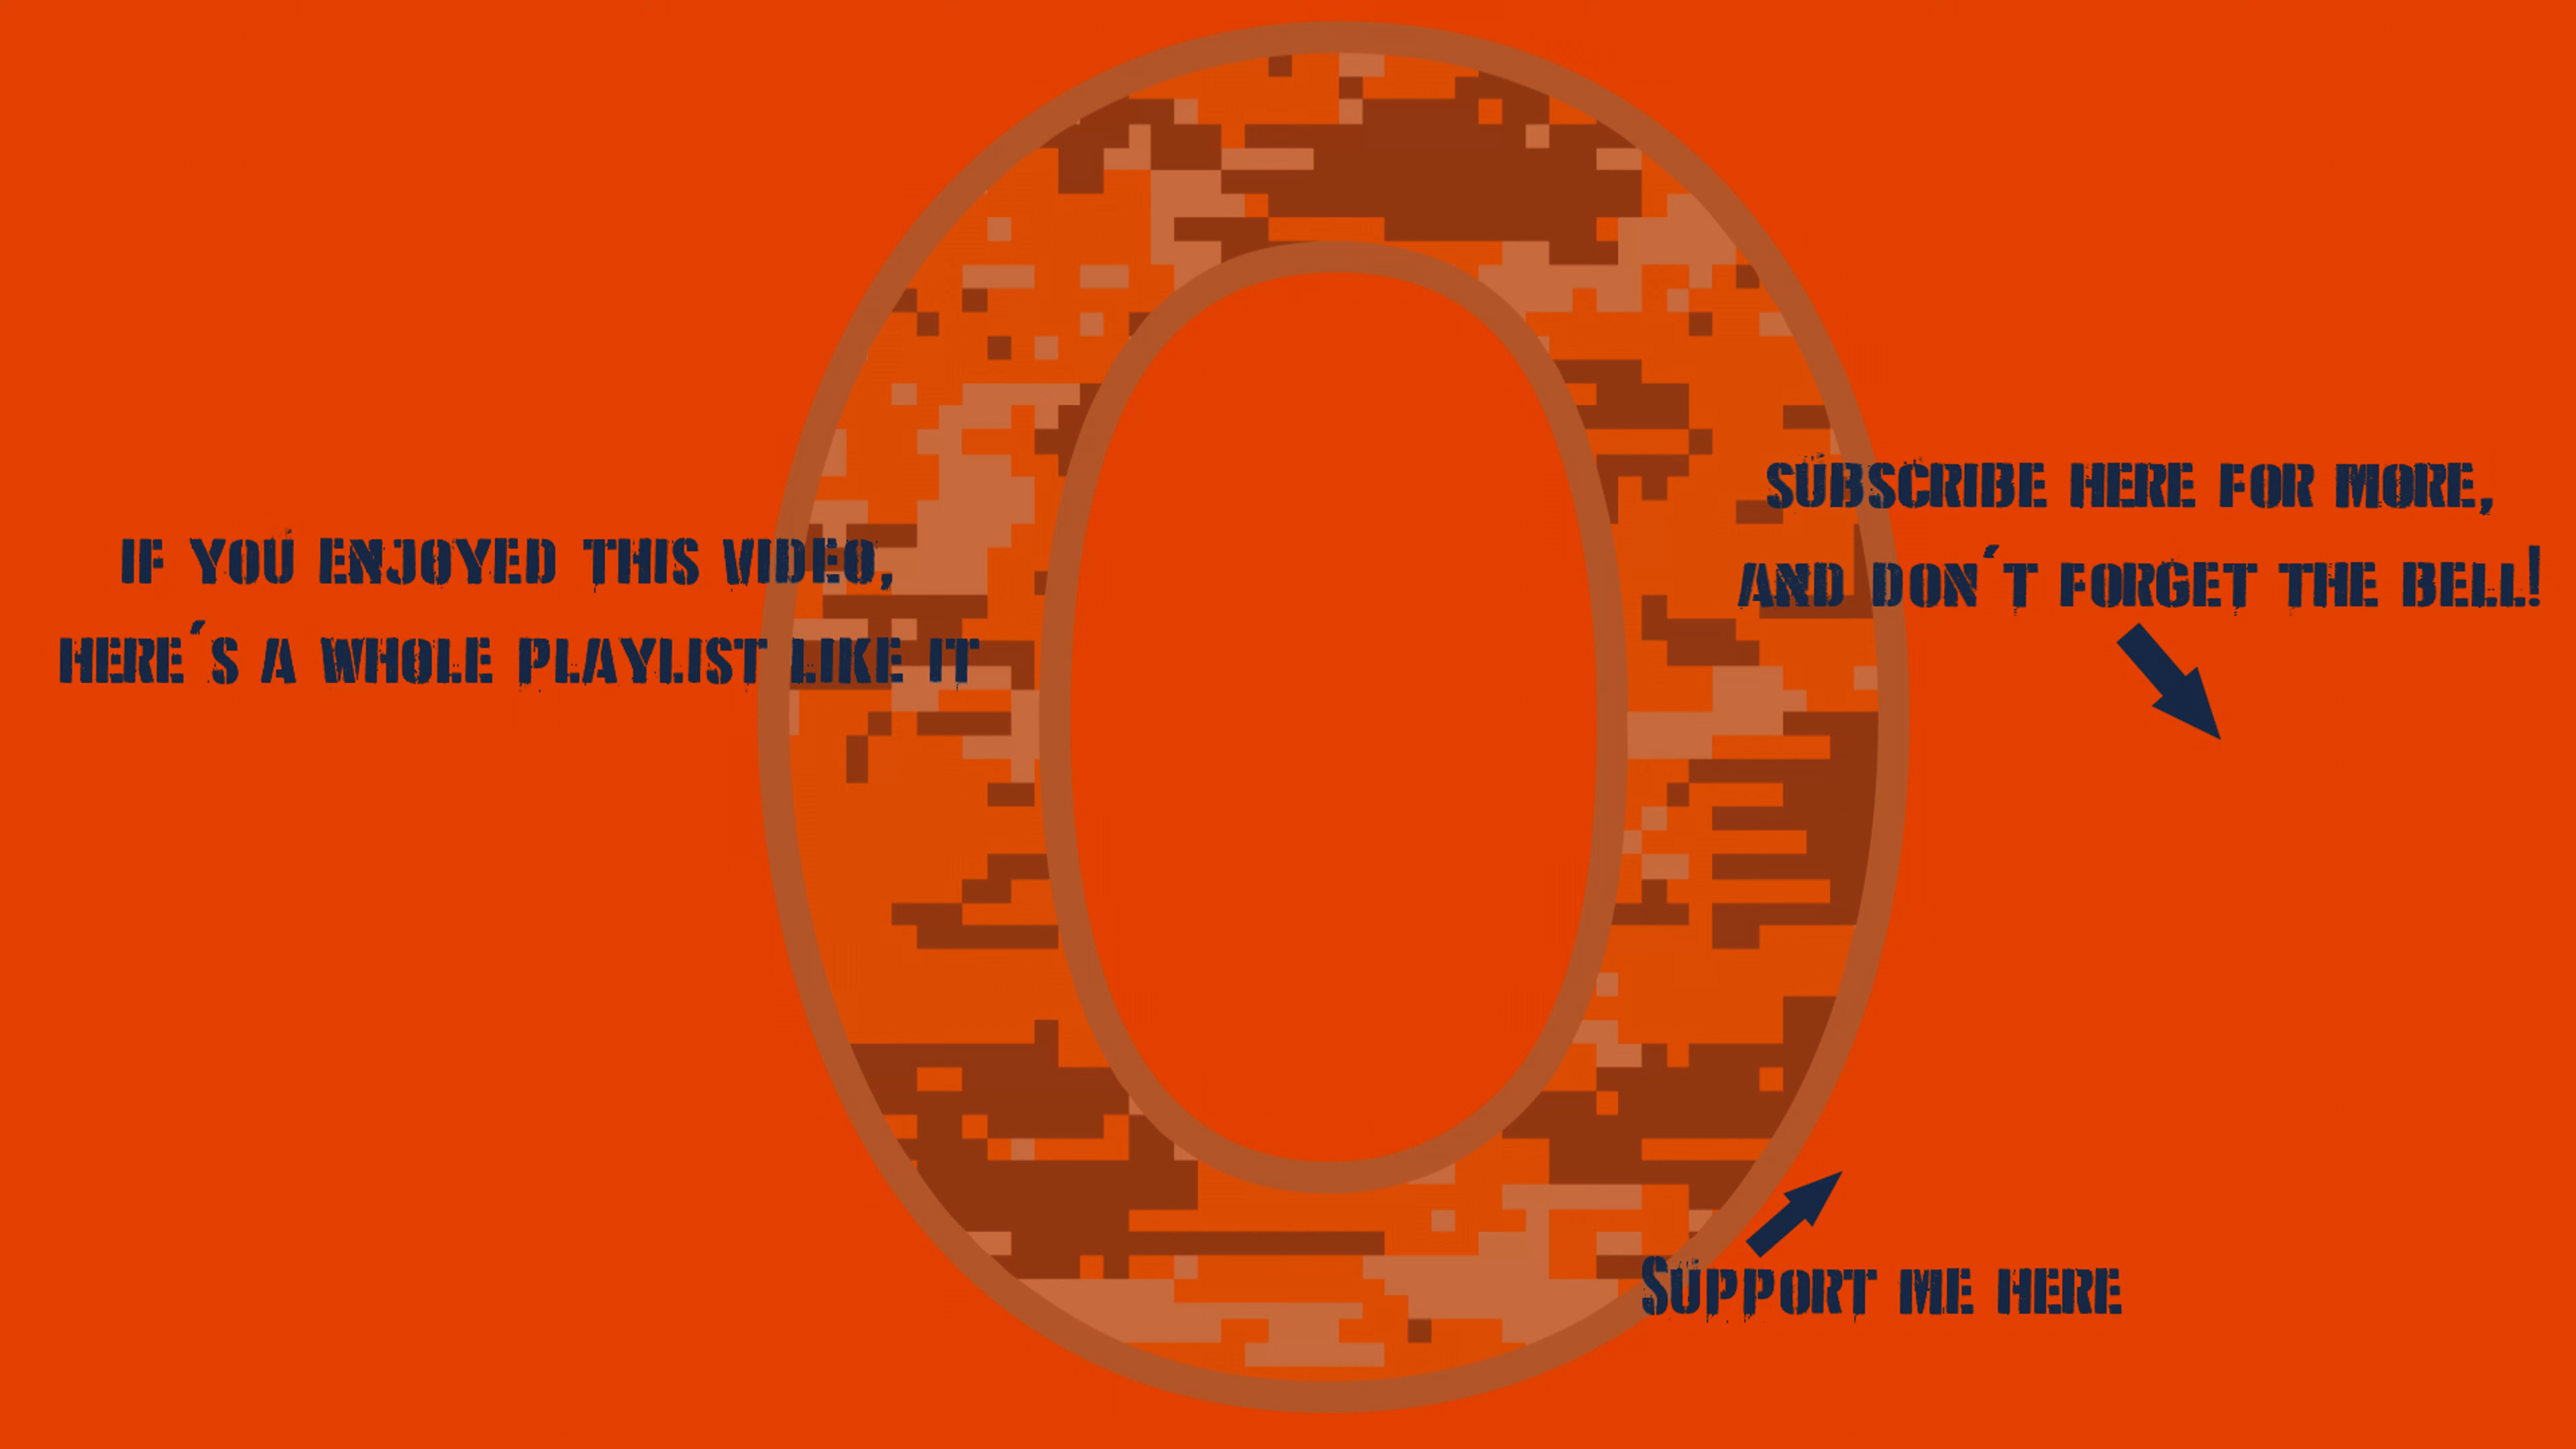 IF YOU ENJOYED THIS VIDEO,
HERE´S A WHOLE PLAYLIST LIKE IT
SUBSCRIBE HERE FOR MORE,
AND DON´T FORGET THE BELL!
SUPPORT ME HERE
O